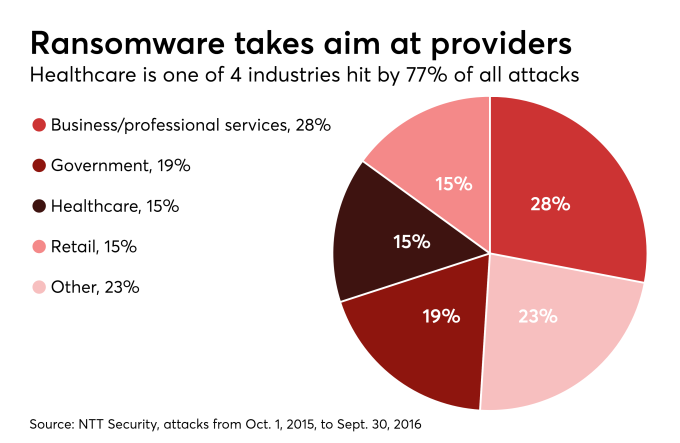 Ransomware takes aim at providers
Healthcare is one of 4 industries hit by 77% of all attacks
Business/professional services, 28%
Government, 19%
Healthcare, 15%
Retail, 15%
Other, 23%
15%
28%
15%
19%
23%
Source: NTT Security, attacks from Oct. 1, 2015, to Sept. 30, 2016